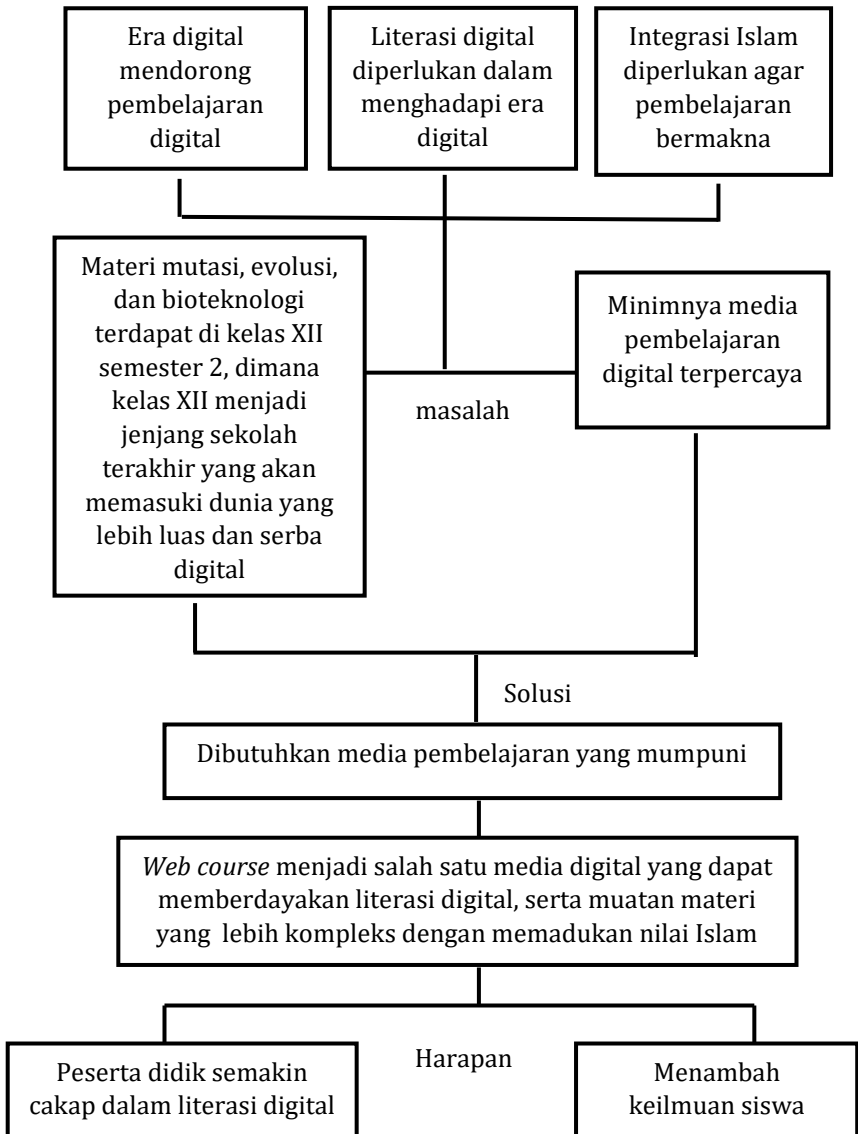 Era digital
mendorong
pembelajaran
digital
Literasi digital
diperlukan dalam
menghadapi era
digital
Integrasi Islam
diperlukan agar
pembelajaran
bermakna
Materi mutasi, evolusi,
dan bioteknologi
terdapat di kelas XII
semester 2, dimana
kelas XII menjadi
jenjang sekolah
terakhir yang akan
memasuki dunia yang
lebih luas dan serba
digital
masalah
Minimnya media
pembelajaran
digital terpercaya
Solusi
Dibutuhkan media pembelajaran yang mumpuni
Web course menjadi salah satu media digital yang dapat
memberdayakan literasi digital, serta muatan materi
yang lebih kompleks dengan memadukan nilai Islam
Peserta didik semakin
cakap dalam literasi digital
Harapan
Menambah
keilmuan siswa